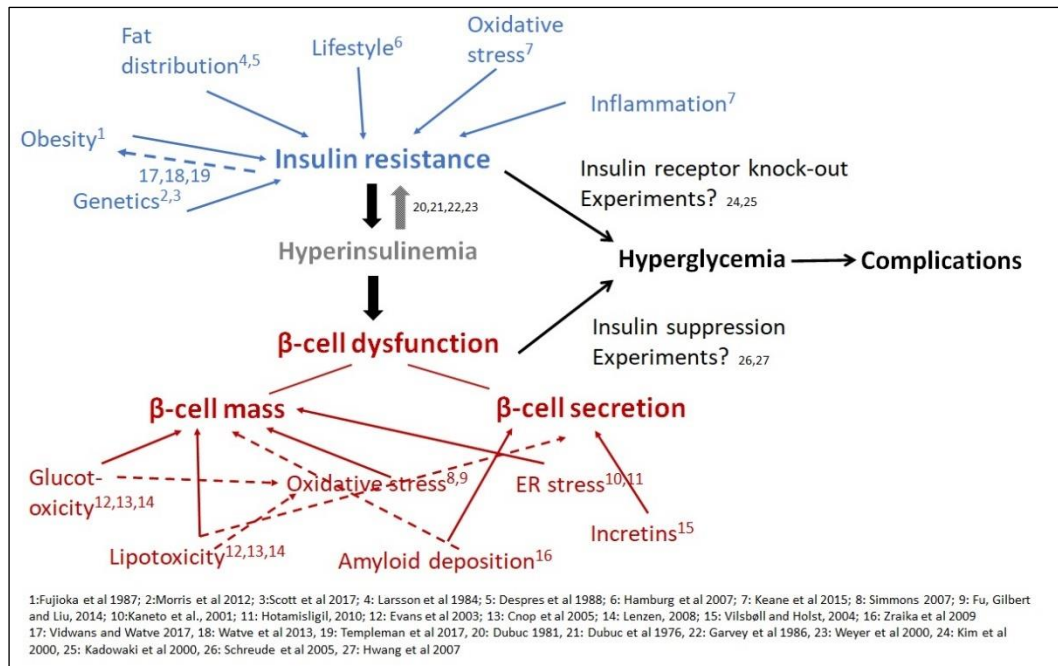 Fat
distribution4,5
Lifestyle6
Oxidative
stress7
Inflammation7
Obesity1
17,18,19
Genetics2,3
Insulin resistance
Insulin receptor knock-out
Experiments? 24,25
20,21,22,23
Hyperinsulinemia
Hyperglycemia
Complications
Insulin suppression
Experiments? 26,27
β-cell dysfunction
β-cell mass
β-cell secretion
Glucot-
oxicity12,13,14
Oxidative stress8,9
ER stress10,11
Incretins15
Lipotoxicity12,13,14
Amyloid deposition16
1:Fujioka et al 1987; 2:Morris et al 2012; 3:Scott et al 2017; 4: Larsson et al 1984; 5: Despres et al 1988; 6: Hamburg et al 2007; 7: Keane et al 2015; 8: Simmons 2007; 9: Fu, Gilbert
and Liu, 2014; 10:Kaneto et al., 2001; 11: Hotamisligil, 2010; 12: Evans et al 2003; 13: Cnop et al 2005; 14: Lenzen, 2008; 15: Vilsbøll and Holst, 2004; 16: Zraika et al 2009
17: Vidwans and Watve 2017, 18: Watve et al 2013, 19: Templeman et al 2017, 20: Dubuc 1981, 21: Dubuc et al 1976, 22: Garvey et al 1986, 23: Weyer et al 2000, 24: Kim et al
2000, 25: Kadowaki et al 2000, 26: Schreude et al 2005, 27: Hwang et al 2007